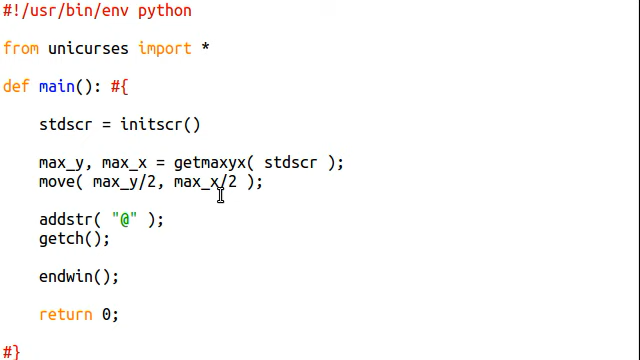 #!/usr/bin/env python
from unicurses import *
def main(): #{
stdscr = initscr()
max_y, max_x = getmaxyx( stdscr );
move( max_y/2, max_x/2 );
addstr( "@" );
getch();
endwin();
return 0;
#}